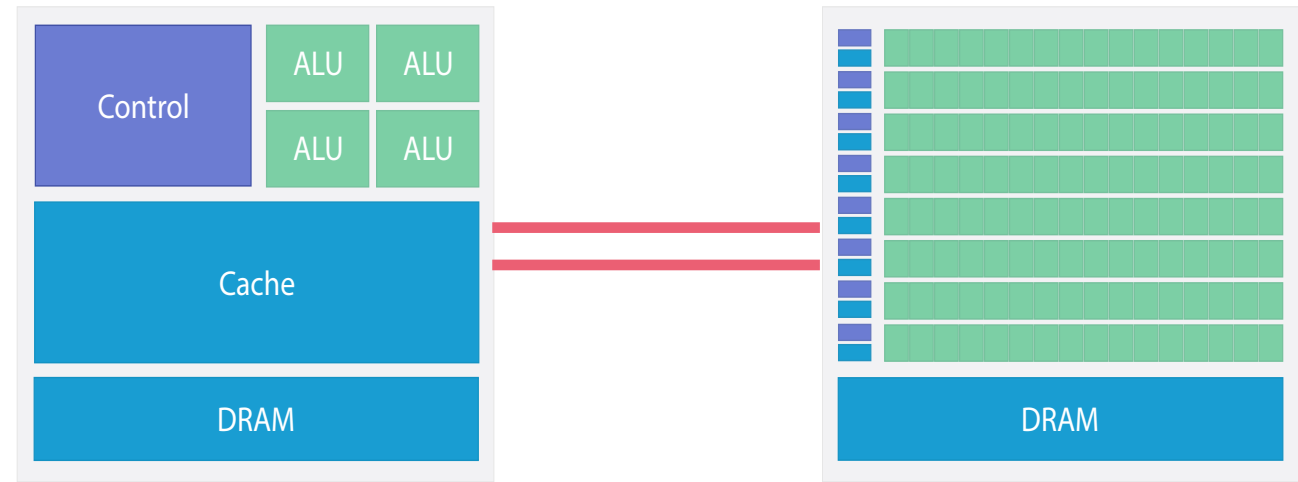 Control
ALU ALU
ALU ALU
Cache
DRAM
DRAM